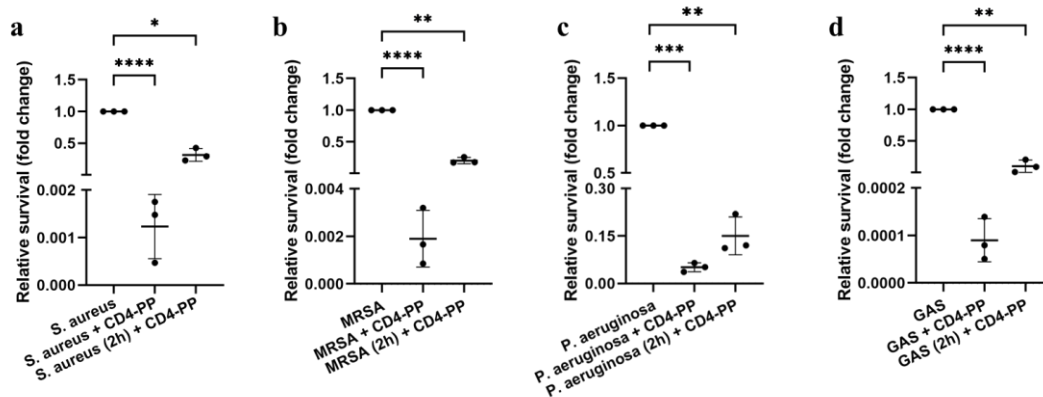 a
*
****
Relative survival (fold change)
1.5
1.0
0.5
0.002
0.001
0.000
S. aureus
S. aureus + CD4-PP
S. aureus (2h) + CD4-PP
b
**
****
Relative survival (fold change)
1.5
1.0
0.5
0.004
0.002
0.000
MRSA
MRSA + CD4-PP
MRSA (2h) + CD4-PP
c
**
***
Relative survival (fold change)
1.5
1.0
0.5
0.30
0.15
0.00
P. aeruginosa
P. aeruginosa + CD4-PP
P. aeruginosa (2h) + CD4-PP
d
**
****
Relative survival (fold change)
1.5
1.0
0.5
0.0002
0.0001
0.0000
GAS
GAS + CD4-PP
GAS (2h) + CD4-PP